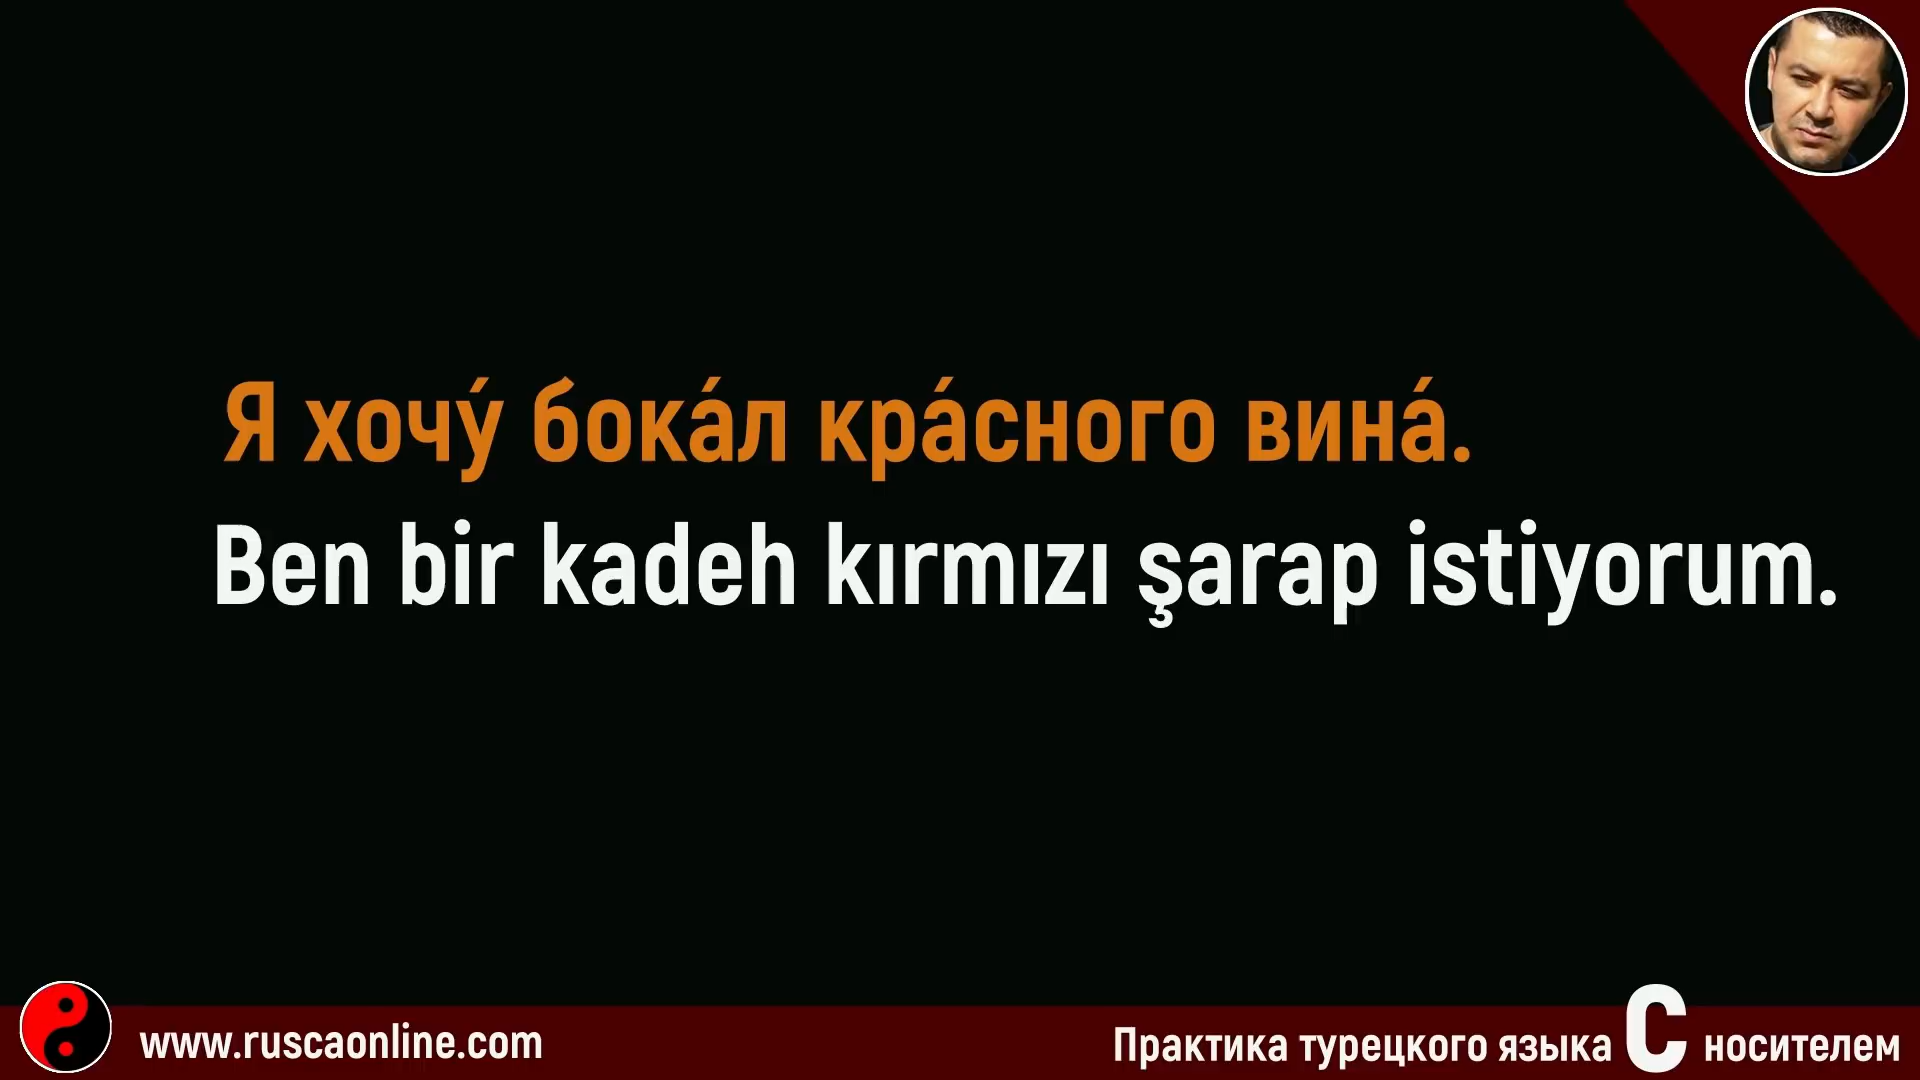 Я хочу́ бока́л кра́сного вина́.
Ben bir kadeh kırmızı şarap istiyorum.
www.ruscaonline.com
Практика турецкого языка С носителем